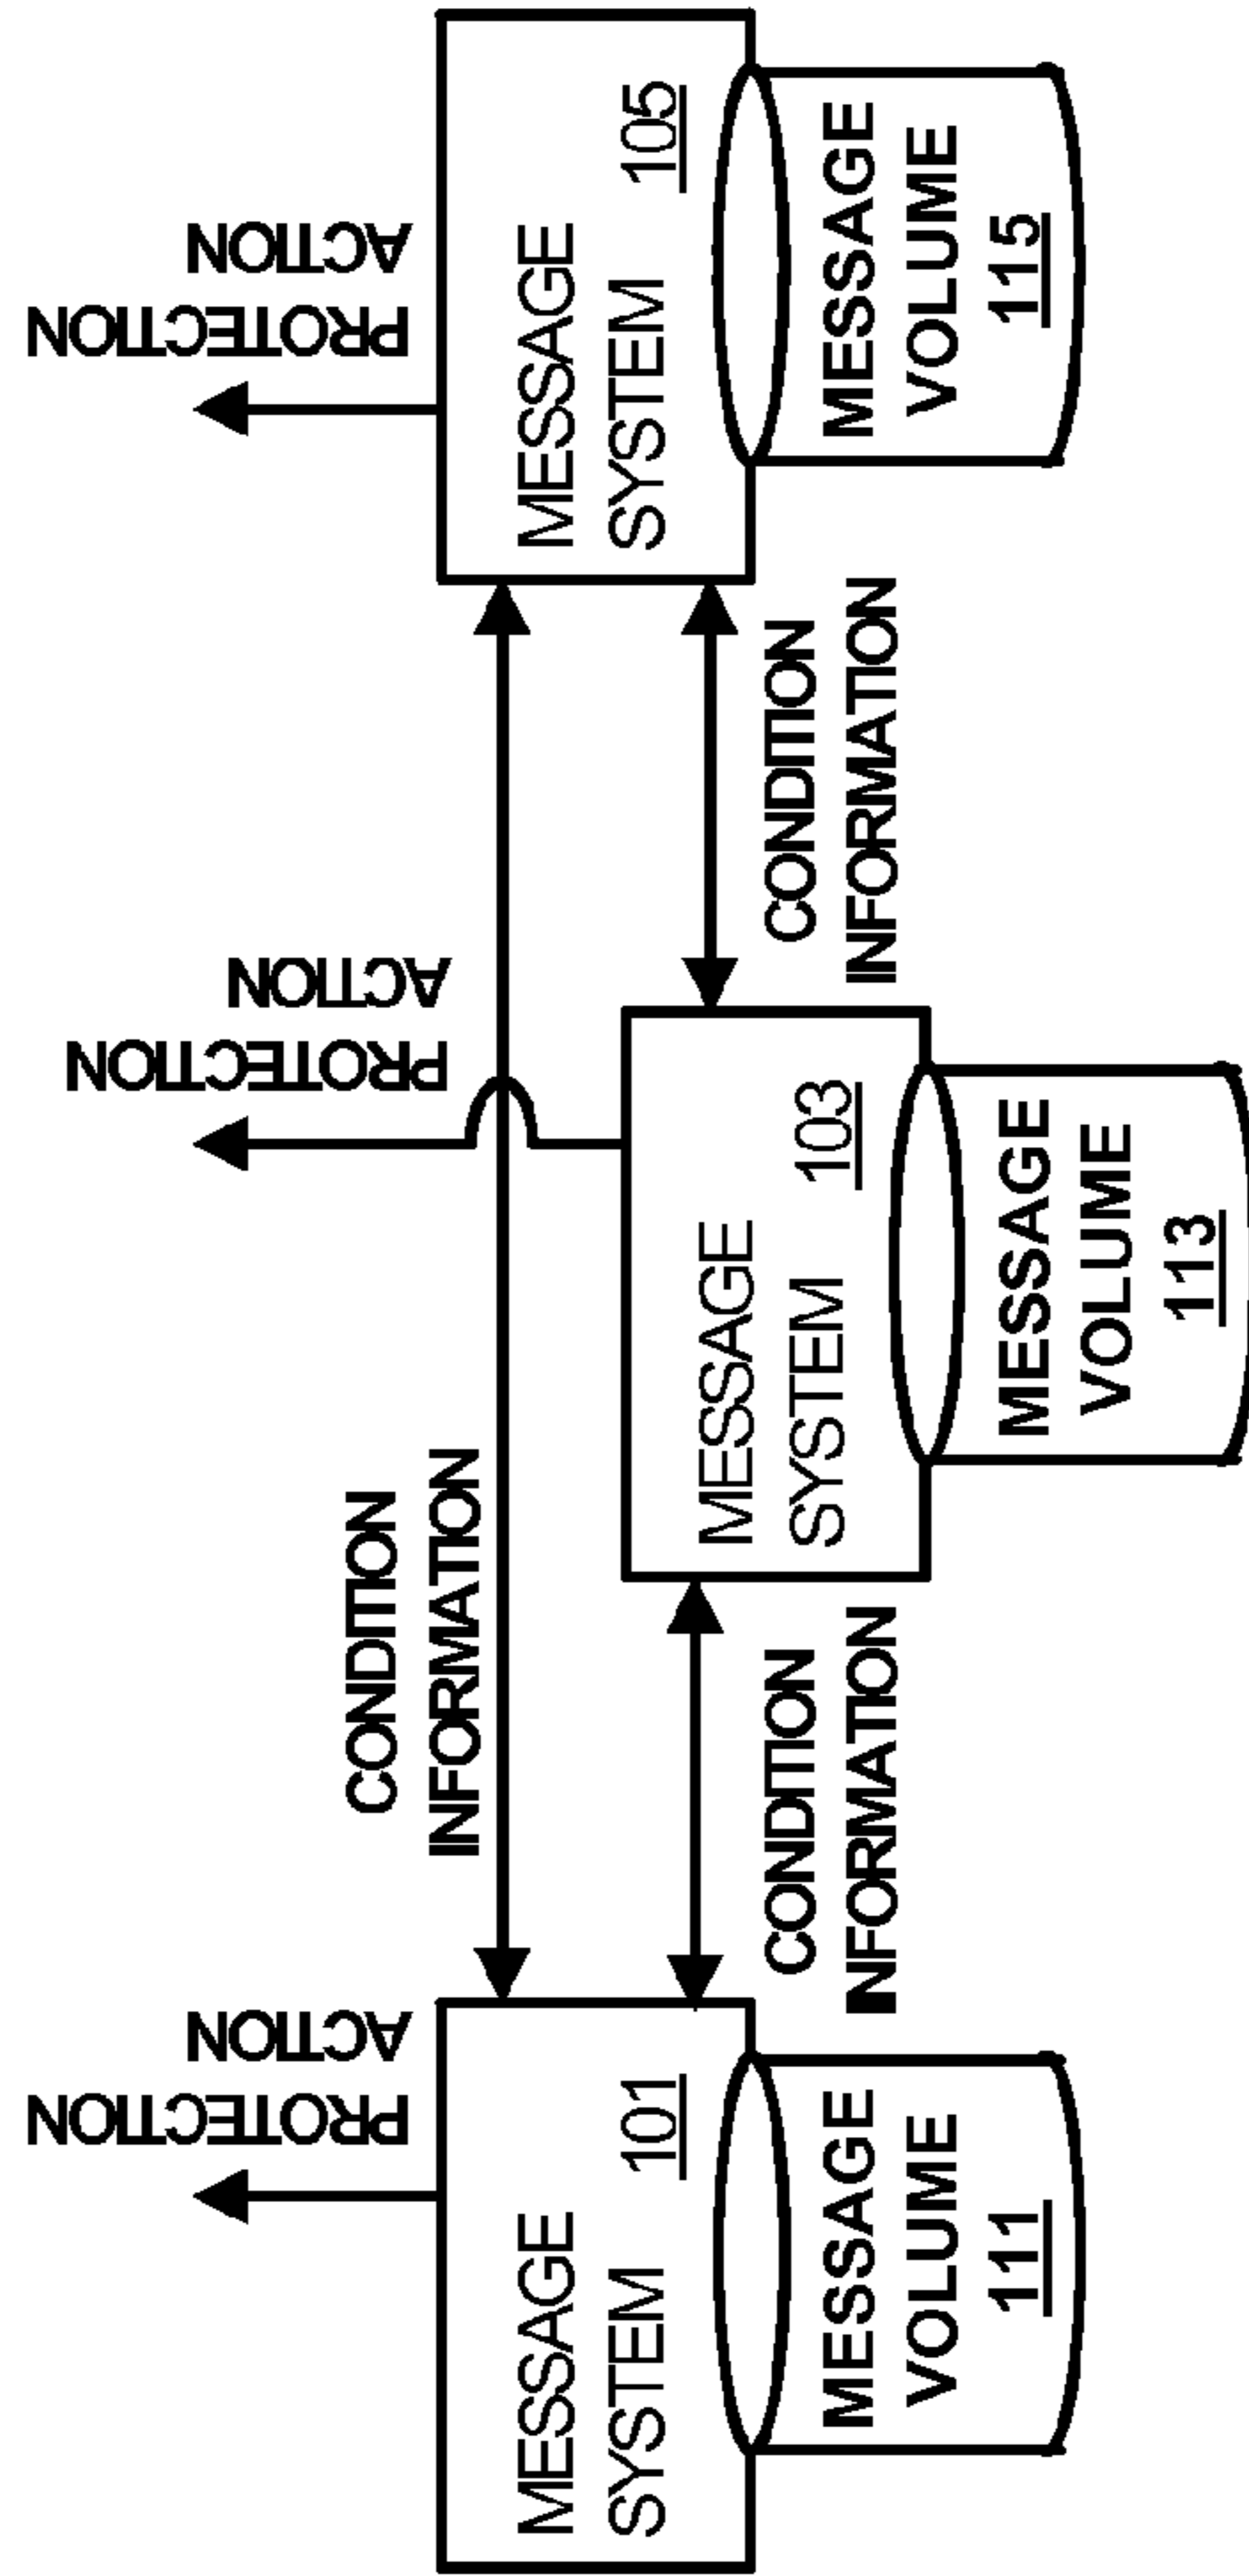 PROTECTION
ACTION
PROTECTION
ACTION
PROTECTION
ACTION
CONDITION
INFORMATION
MESSAGE
SYSTEM
101
MESSAGE
VOLUME
111
CONDITION
INFORMATION
MESSAGE
SYSTEM
103
MESSAGE
VOLUME
113
CONDITION
INFORMATION
MESSAGE
SYSTEM
105
MESSAGE
VOLUME
115